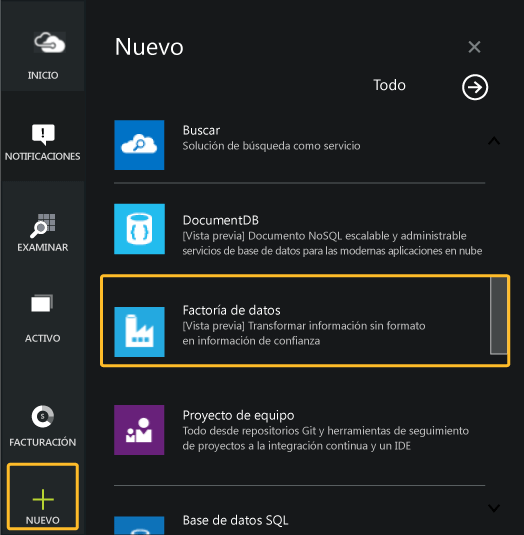 INICIO
NOTIFICACIONES
EXAMINAR
ACTIVO
FACTURACIÓN
NUEVO
Nuevo
Todo
Buscar
Solución de búsqueda como servicio
DocumentDB
[Vista previa] Documento NoSQL escalable y administrable
servicios de base de datos para las modernas aplicaciones en nube
Factoría de datos
[Vista previa] Transformar información sin formato
en información de confianza
Proyecto de equipo
Todo desde repositorios Git y herramientas de seguimiento
de proyectos a la integración continua y un IDE
Base de datos SQL